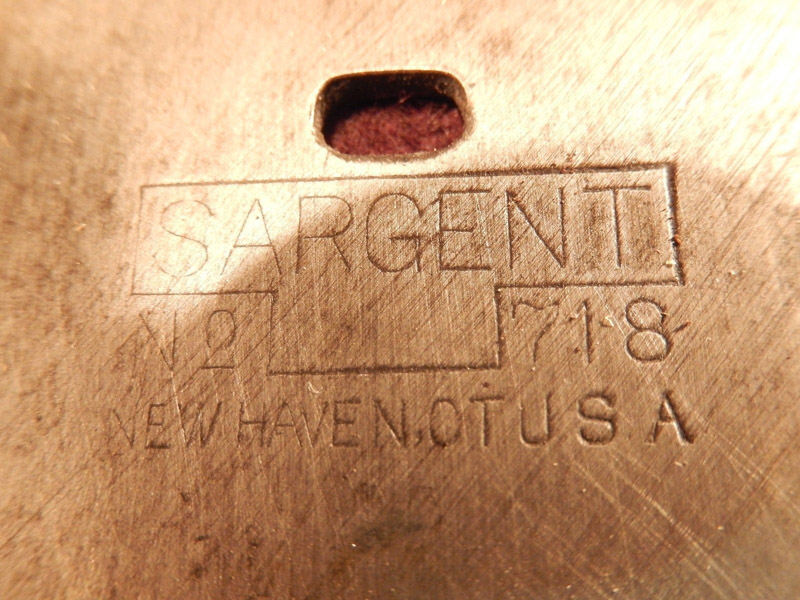 SARGENT
No 718
NEW HAVEN, CT U S A